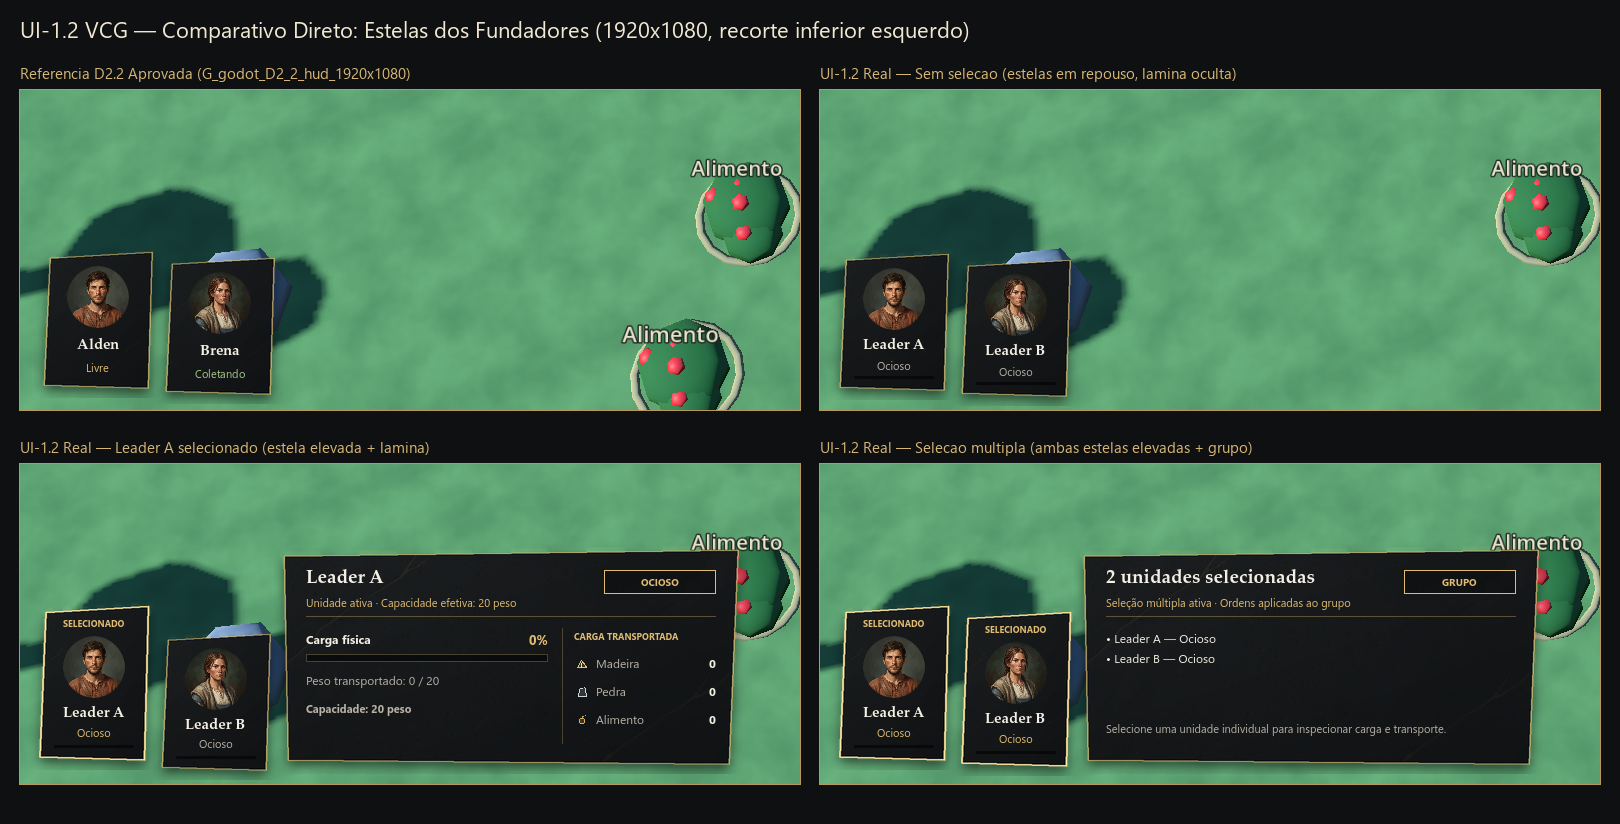 UI-1.2 VCG — Comparativo Direto: Estelas dos Fundadores (1920x1080, recorte inferior esquerdo)
Referencia D2.2 Aprovada (G_godot_D2_2_hud_1920x1080)
Alimento
Alimento
Alden
Livre
Brena
Coletando
UI-1.2 Real — Sem selecao (estelas em repouso, lamina oculta)
Alimento
Leader A
Ocioso
Leader B
Ocioso
UI-1.2 Real — Leader A selecionado (estela elevada + lamina)
Alimento
SELECIONADO
Leader A
Ocioso
Leader B
Ocioso
Leader A
OCIOSO
Unidade ativa · Capacidade efetiva: 20 peso
Carga física 0%
Peso transportado: 0 / 20
Capacidade: 20 peso
CARGA TRANSPORTADA
Madeira 0
Pedra 0
Alimento 0
UI-1.2 Real — Selecao multipla (ambas estelas elevadas + grupo)
Alimento
SELECIONADO
Leader A
Ocioso
SELECIONADO
Leader B
Ocioso
2 unidades selecionadas
GRUPO
Seleção múltipla ativa · Ordens aplicadas ao grupo
• Leader A — Ocioso
• Leader B — Ocioso
Selecione uma unidade individual para inspecionar carga e transporte.